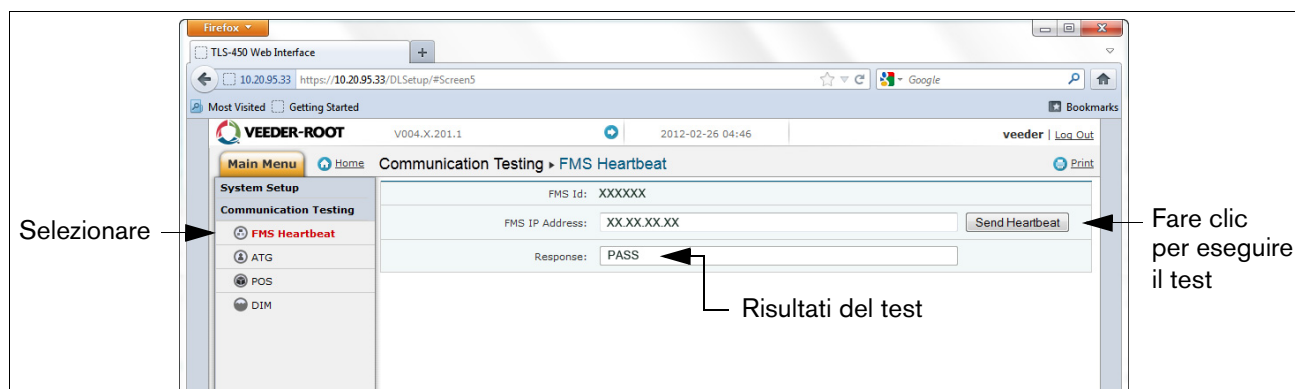 Firefox
TLS-450 Web Interface
10.20.95.33 https://10.20.95.33/DLSetup/#Screen5
Google
Most Visited Getting Started
Bookmarks
VEEDER-ROOT V004.X.201.1 2012-02-26 04:46 veeder | Log Out
Main Menu Home Communication Testing FMS Heartbeat Print
System Setup
Communication Testing
FMS Heartbeat
ATG
POS
DIM
FMS Id: XXXXXX
FMS IP Address: XX.XX.XX.XX Send Heartbeat
Response: PASS
Selezionare
Risultati del test
Fare clic
per eseguire
il test